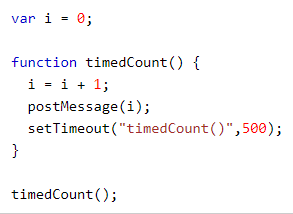 var i = 0;
function timedCount() {
i = i + 1;
postMessage(i);
setTimeout("timedCount()",500);
}
timedCount();